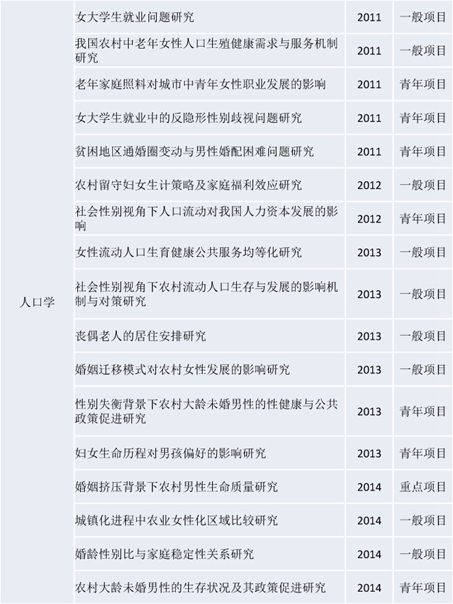 女大学生就业问题研究 2011 一般项目
我国农村中老年女性人口生殖健康需求与服务机制
研究 2011 一般项目
老年家庭照料对城市中青年女性职业发展的影响 2011 青年项目
女大学生就业中的反隐形性别歧视问题研究 2011 青年项目
贫困地区通婚圈变动与男性婚配困难问题研究 2011 青年项目
农村留守妇女生计策略及家庭福利效应研究 2012 一般项目
社会性别视角下人口流动对我国人力资本发展的影
响 2012 青年项目
女性流动人口生育健康公共服务均等化研究 2013 一般项目
社会性别视角下农村流动人口生存与发展的影响机
制与对策研究 2013 一般项目
人口学
丧偶老人的居住安排研究 2013 一般项目
婚姻迁移模式对农村女性发展的影响研究 2013 一般项目
性别失衡背景下农村大龄未婚男性的性健康与公共
政策促进研究 2013 青年项目
妇女生命历程对男孩偏好的影响研究 2013 青年项目
婚姻挤压背景下农村男性生命质量研究 2014 重点项目
城镇化进程中农业女性化区域比较研究 2014 一般项目
婚龄性别比与家庭稳定性关系研究 2014 一般项目
农村大龄未婚男性的生存状况及其政策促进研究 2014 青年项目